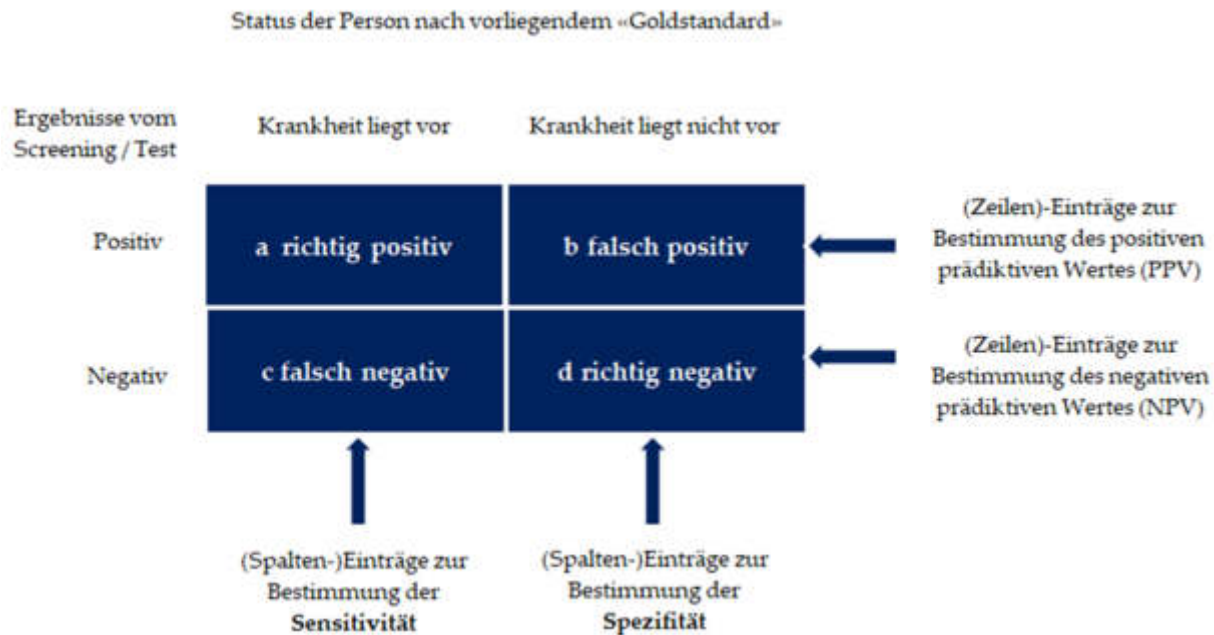 Status der Person nach vorliegendem «Goldstandard»
Ergebnisse vom
Screening / Test
Krankheit liegt vor
Krankheit liegt nicht vor
Positiv
a richtig positiv
b falsch positiv
(Zeilen)-Einträge zur
Bestimmung des positiven
prädiktiven Wertes (PPV)
Negativ
c falsch negativ
d richtig negativ
(Zeilen)-Einträge zur
Bestimmung des negativen
prädiktiven Wertes (NPV)
(Spalten-)Einträge zur
Bestimmung der
Sensitivität
(Spalten-)Einträge zur
Bestimmung der
Spezifität